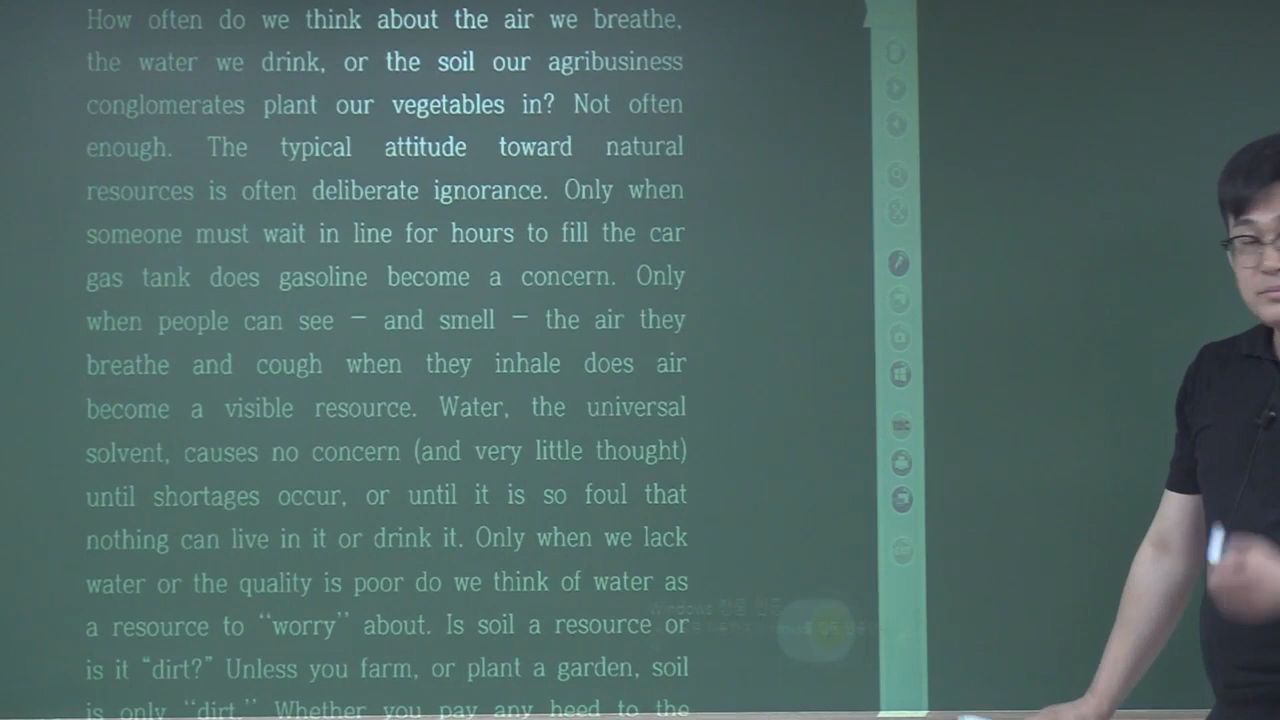 How often do we think about the air we breathe,
the water we drink, or the soil our agribusiness
conglomerates plant our vegetables in? Not often
enough. The typical attitude toward natural
resources is often deliberate ignorance. Only when
someone must wait in line for hours to fill the car
gas tank does gasoline become a concern. Only
when people can see － and smell － the air they
breathe and cough when they inhale does air
become a visible resource. Water, the universal
solvent, causes no concern (and very little thought)
until shortages occur, or until it is so foul that
nothing can live in it or drink it. Only when we lack
water or the quality is poor do we think of water as
a resource to “worry” about. Is soil a resource or
is it “dirt?” Unless you farm, or plant a garden, soil
is only “dirt.” Whether you pay any heed to the
Windows
EXIT